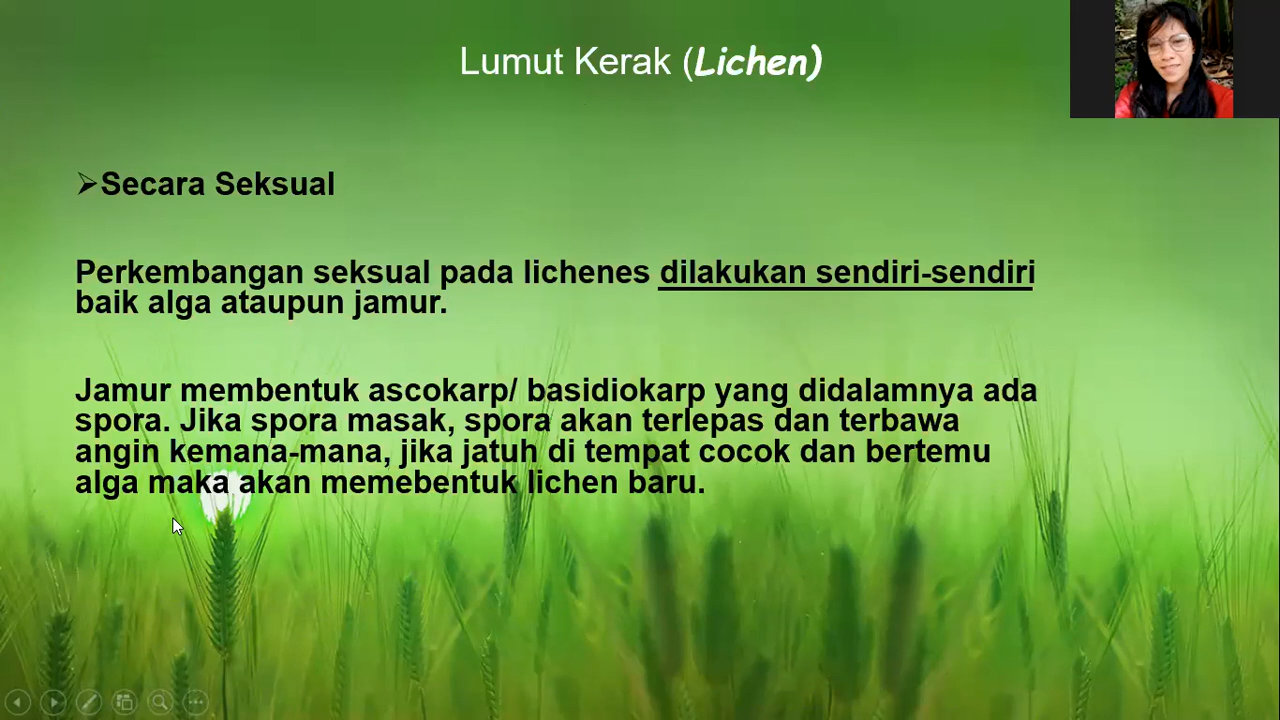 Lumut Kerak (Lichen)
➢Secara Seksual
Perkembangan seksual pada lichenes dilakukan sendiri-sendiri
baik alga ataupun jamur.
Jamur membentuk ascokarp/ basidiokarp yang didalamnya ada
spora. Jika spora masak, spora akan terlepas dan terbawa
angin kemana-mana, jika jatuh di tempat cocok dan bertemu
alga maka akan memebentuk lichen baru.